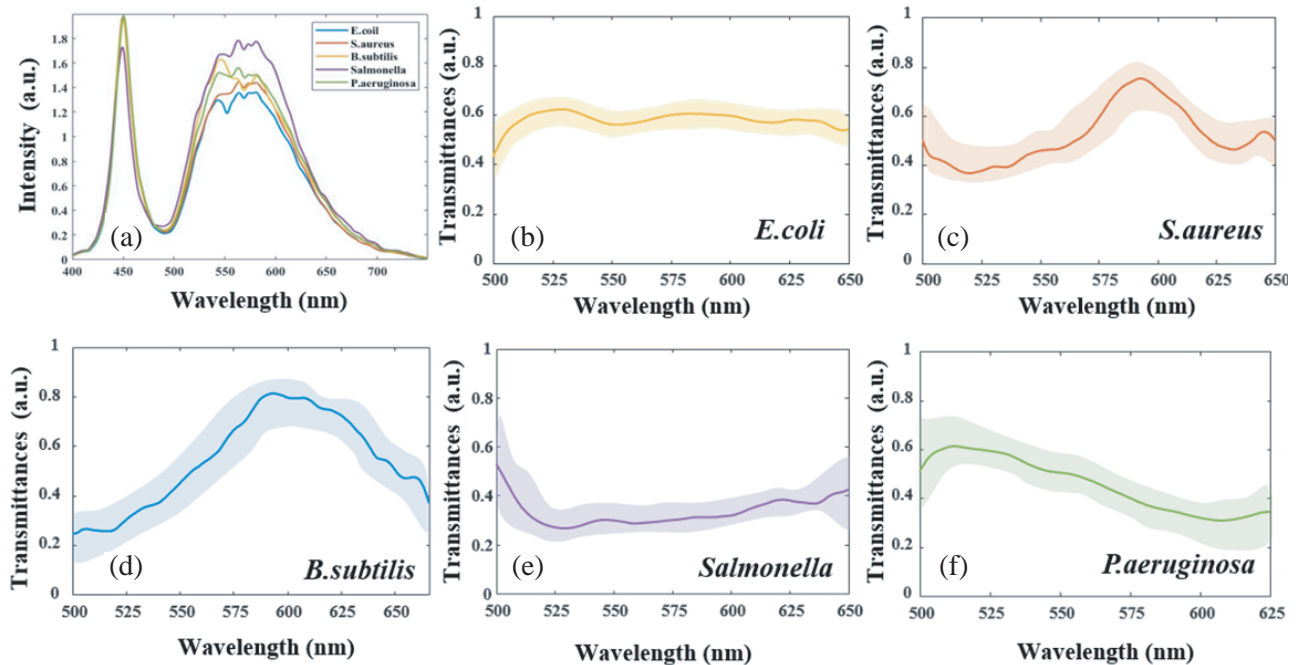 Intensity (a.u.)
1.8
1.6
1.4
1.2
1
0.8
0.6
0.4
0.2
0
E.coil
S.aureus
B.subtilis
Salmonella
P.aeruginosa
(a)
400 450 500 550 600 650 700
Wavelength (nm)
Transmittances (a.u.)
1
0.8
0.6
0.4
0.2
0
(b)
E.coli
500 525 550 575 600 625 650
Wavelength (nm)
Transmittances (a.u.)
1
0.8
0.6
0.4
0.2
0
(c)
S.aureus
500 525 550 575 600 625 650
Wavelength (nm)
Transmittances (a.u.)
1
0.8
0.6
0.4
0.2
0
(d)
B.subtilis
500 525 550 575 600 625 650
Wavelength (nm)
Transmittances (a.u.)
1
0.8
0.6
0.4
0.2
0
(e)
Salmonella
500 525 550 575 600 625 650
Wavelength (nm)
Transmittances (a.u.)
1
0.8
0.6
0.4
0.2
0
(f)
P.aeruginosa
500 525 550 575 600 625
Wavelength (nm)